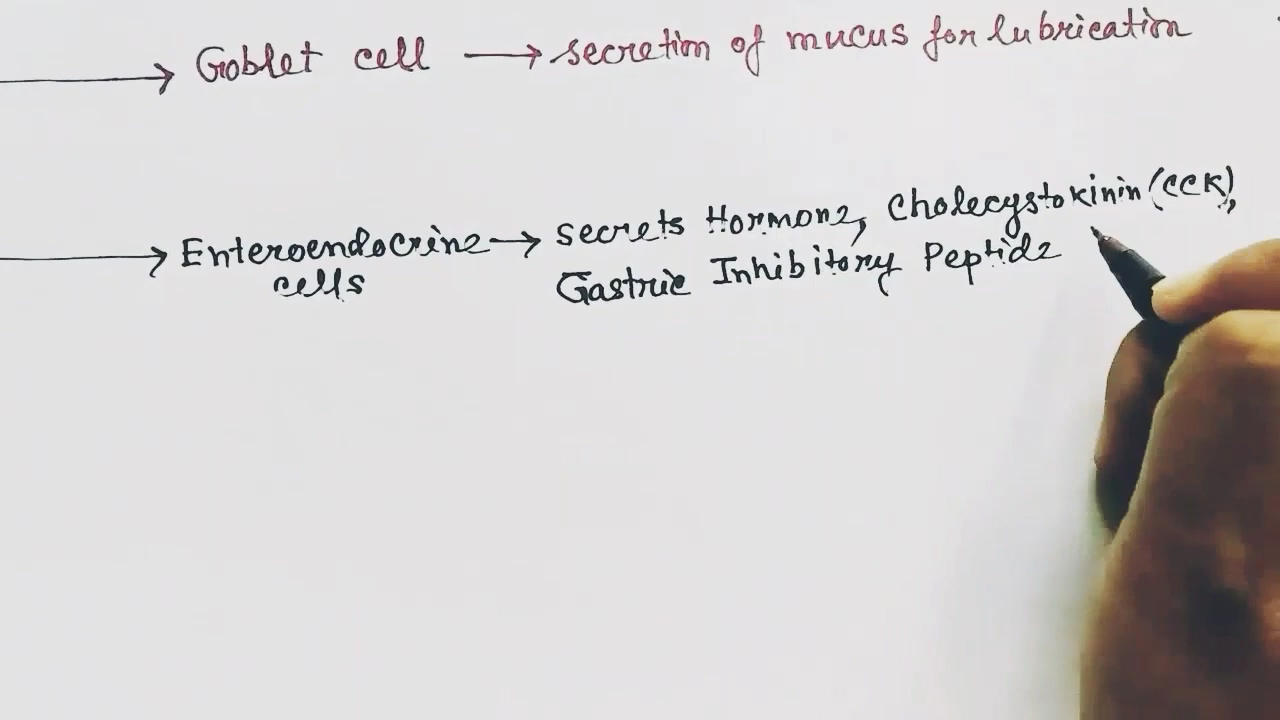 → Goblet cell → secretion of mucus for lubrication
→ Enteroendocrine → secrets Hormone, Cholecystokinin (CCK),
cells Gastric Inhibitory Peptide